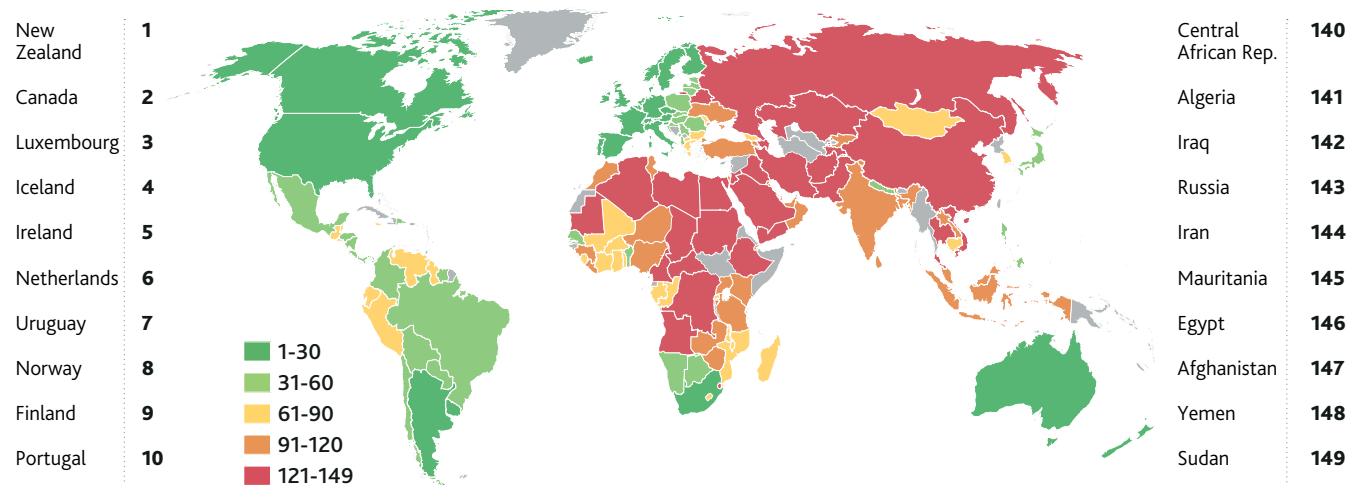 New
Zealand 1
Canada 2
Luxembourg 3
Iceland 4
Ireland 5
Netherlands 6
Uruguay 7
Norway 8
Finland 9
Portugal 10
1-30
31-60
61-90
91-120
121-149
Central
African Rep. 140
Algeria 141
Iraq 142
Russia 143
Iran 144
Mauritania 145
Egypt 146
Afghanistan 147
Yemen 148
Sudan 149